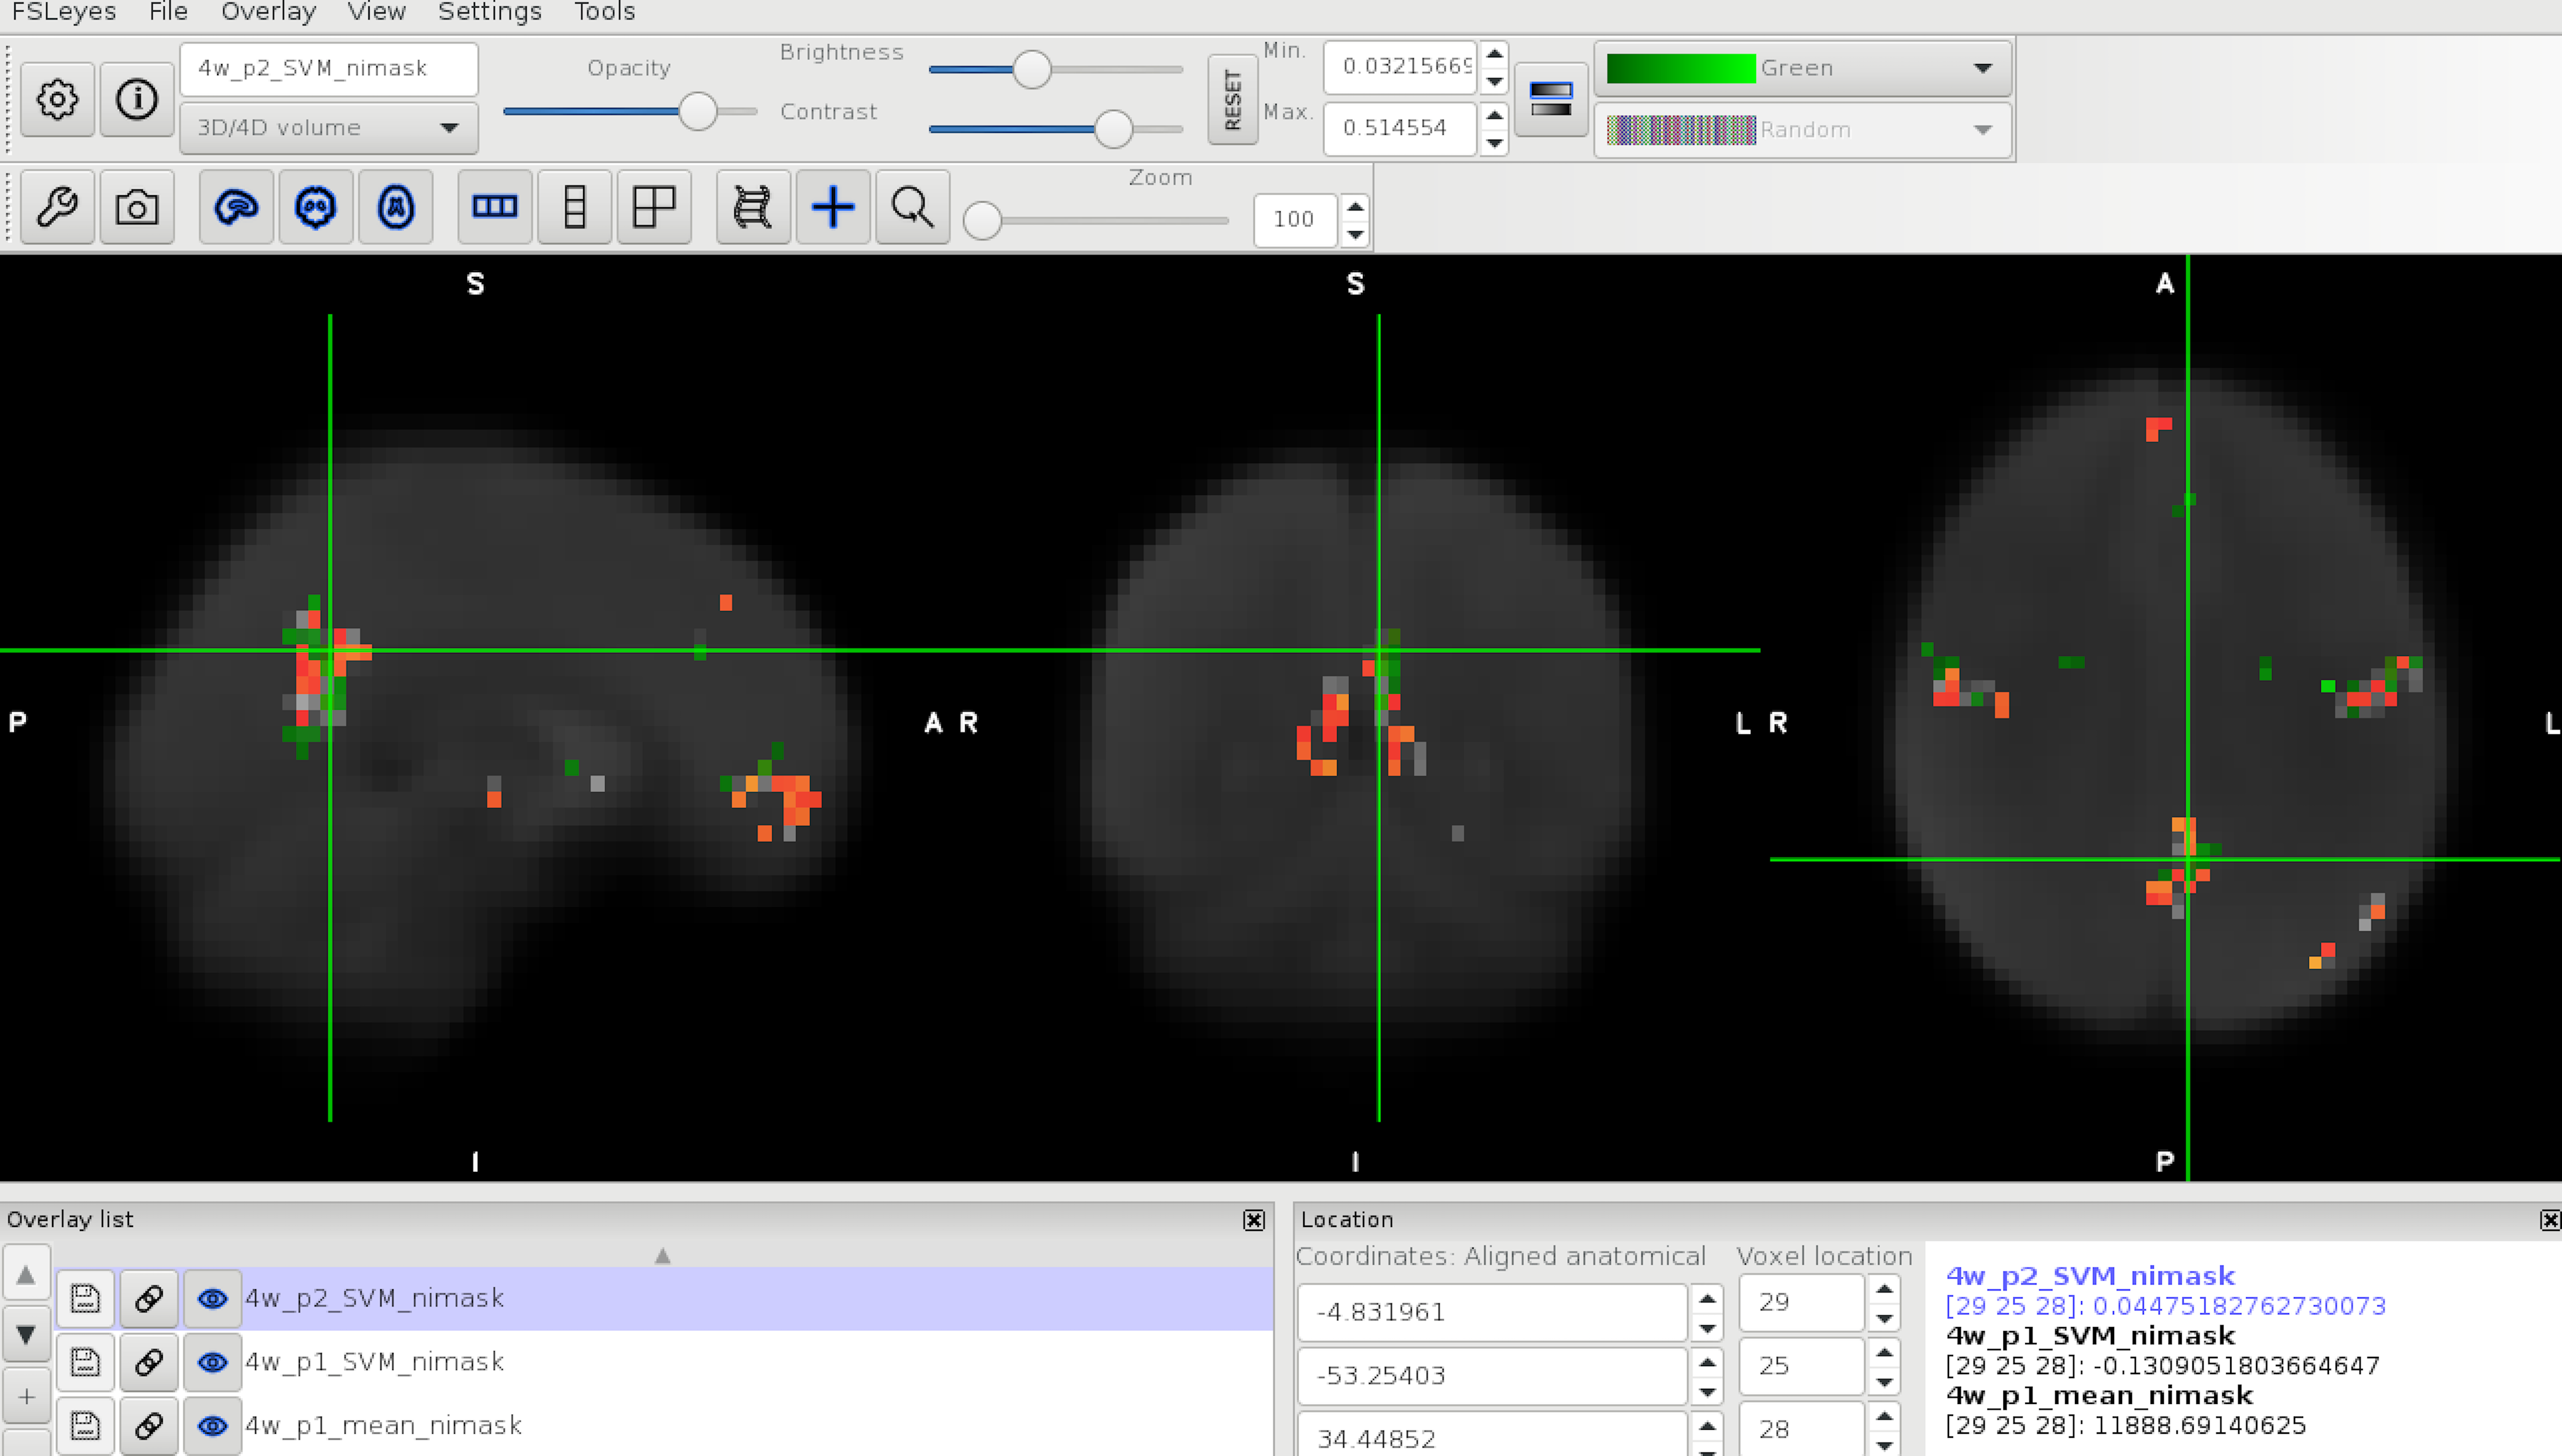 FSLeyes File Overlay View Settings Tools
4w_p2_SVM_nimask
3D/4D volume
Opacity
Brightness
Contrast
RESET
Min. 0.03215669
Max. 0.514554
Green
Random
Zoom
100
S S A
P A R L R L
I I P
Overlay list
4w_p2_SVM_nimask
4w_p1_SVM_nimask
4w_p1_mean_nimask
Location
Coordinates: Aligned anatomical Voxel location
-4.831961 29
-53.25403 25
34.44852 28
4w_p2_SVM_nimask
[29 25 28]: 0.04475182762730073
4w_p1_SVM_nimask
[29 25 28]: -0.1309051803664647
4w_p1_mean_nimask
[29 25 28]: 11888.69140625